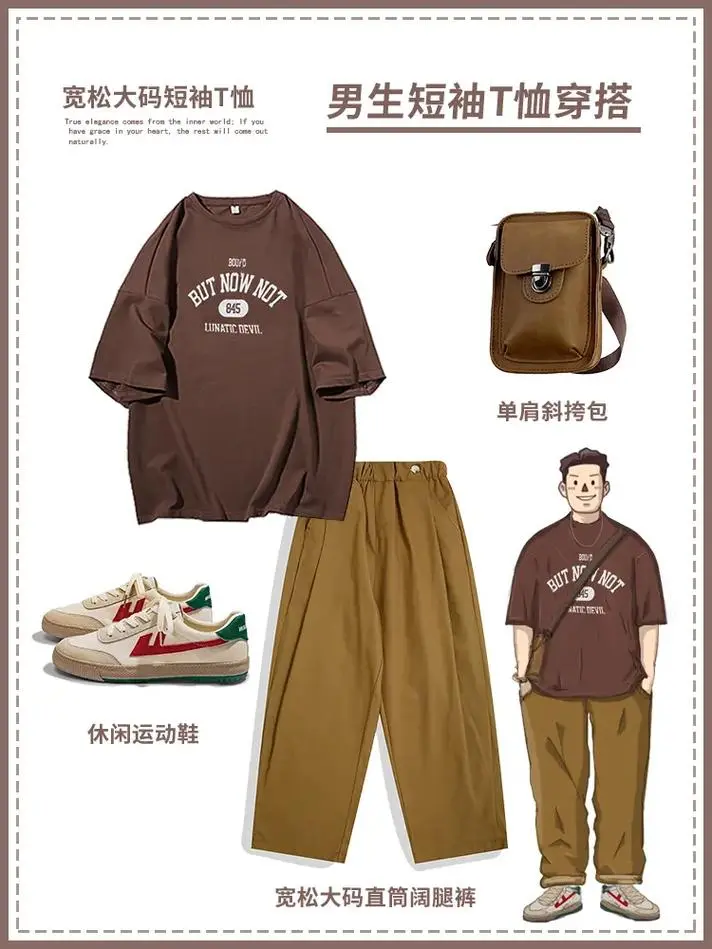 宽松大码短袖T恤
True elegance comes from the inner world; If you
have grace in your heart, the rest will come out
naturally.
男生短袖T恤穿搭
BUT NOW NOT
845
LUNATIC DEVIL
单肩斜挎包
BUT NOW NOT
休闲运动鞋
宽松大码直筒阔腿裤